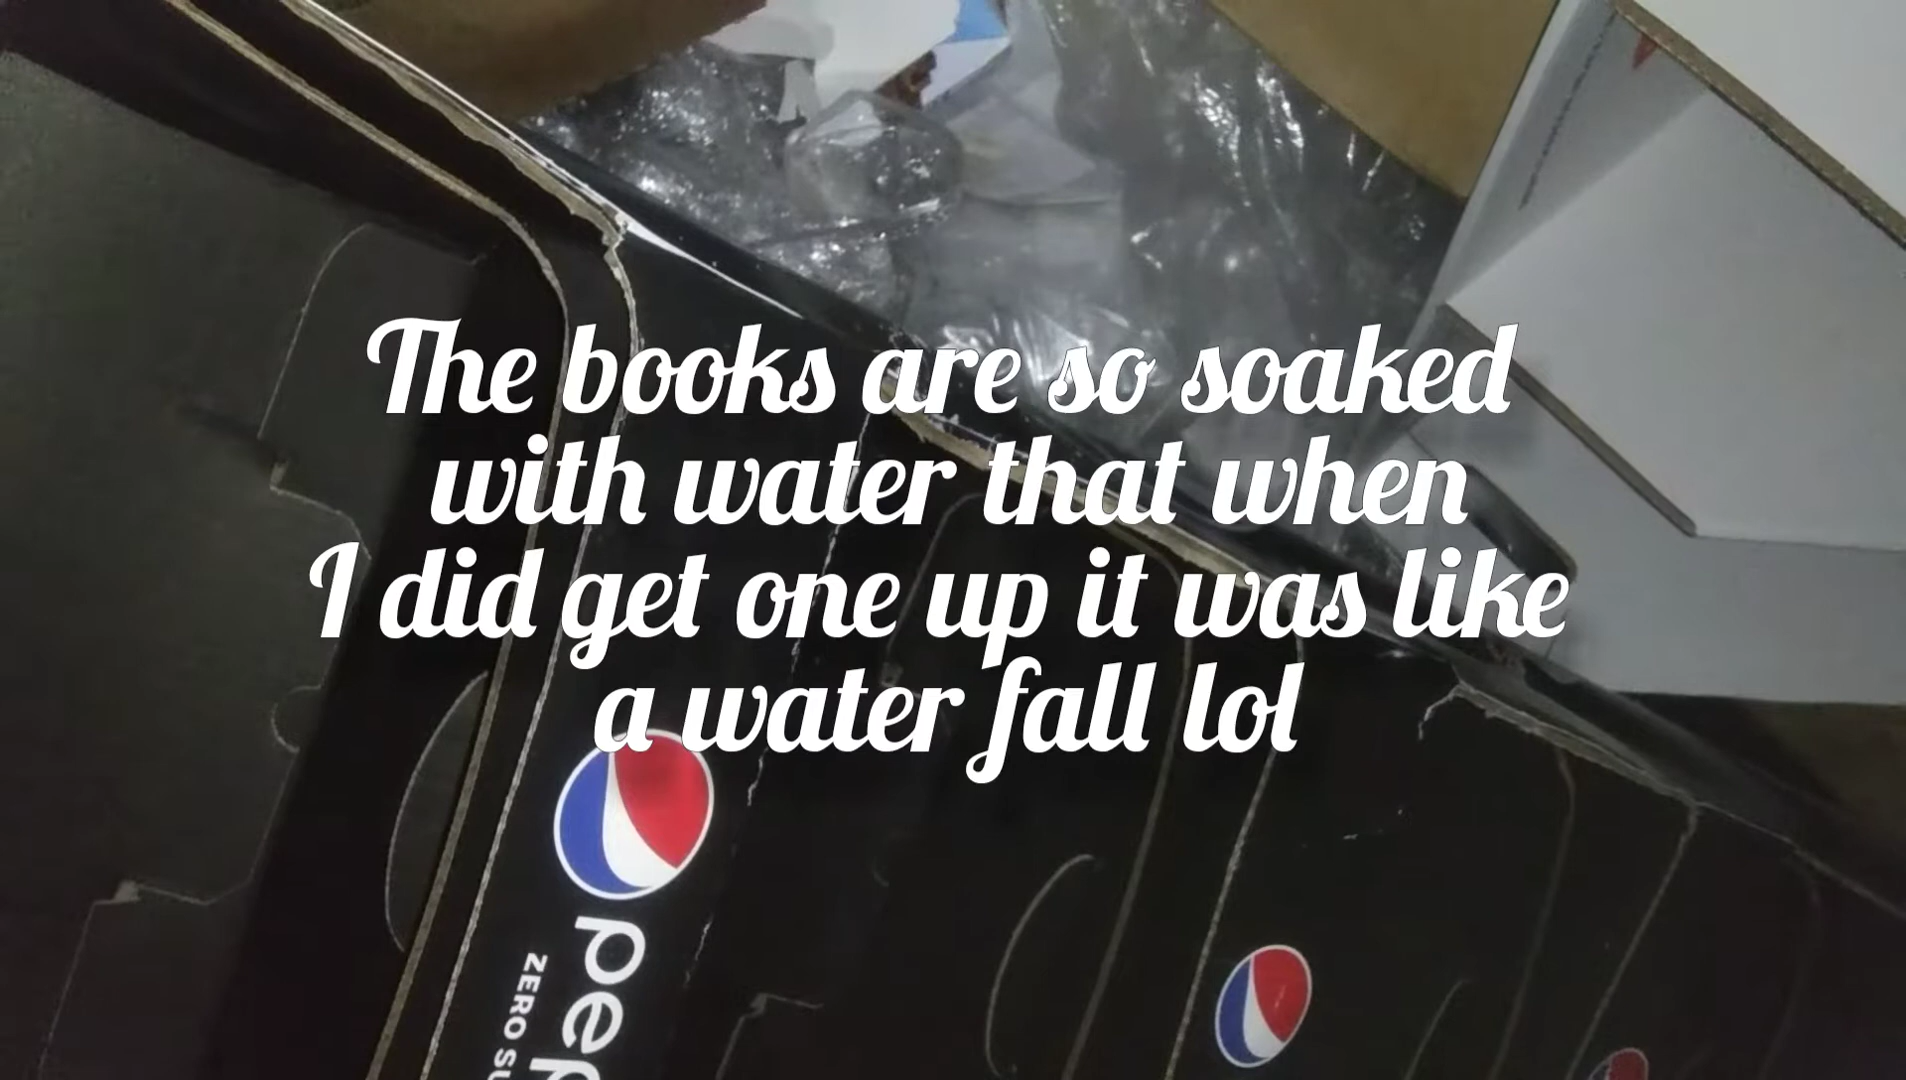 The books are so soaked
with water that when
I did get one up it was like
a water fall lol
pep
ZERO SU